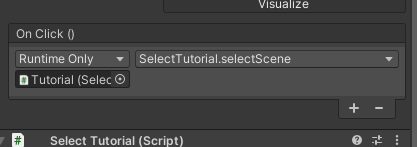 Visualize
On Click ()
Runtime Only SelectTutorial.selectScene
# Tutorial (Selec
+ −
# Select Tutorial (Script)